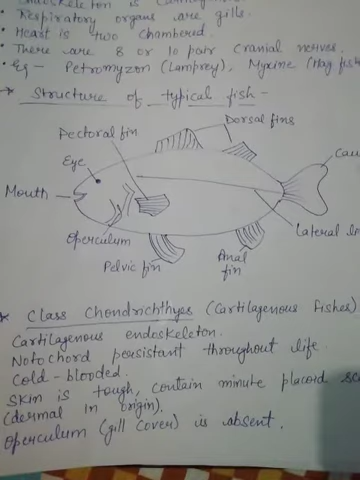 Respiratory organs are gills.
• Heart is two chambered.
• There are 8 or 10 pair cranial nerves.
• Eg - Petromyzon (Lamprey), Myxine (Hag fish
* Structure of typical fish -
Pectoral fin
Dorsal fins
Eye
Mouth
Operculum
Pelvic fin
Anal fin
Lateral
* Class Chondrichthyes (Cartilagenous fishes)
Cartilagenous endoskeleton.
Notochord persistant throughout life.
Cold-blooded.
Skin is tough, contain minute placoid
(dermal in origin).
Operculum (gill cover) is absent.